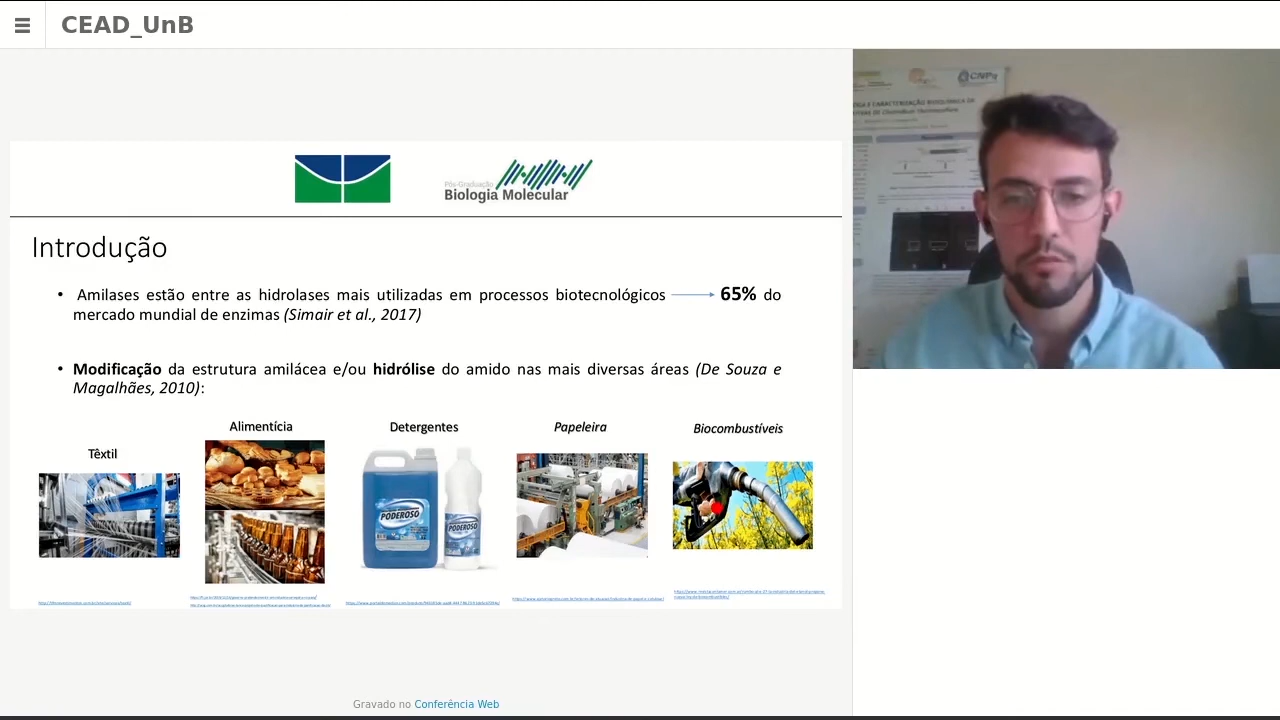 CEAD_UnB
Pós-Graduação
Biologia Molecular
Introdução
• Amilases estão entre as hidrolases mais utilizadas em processos biotecnológicos 65% do
mercado mundial de enzimas (Simair et al., 2017)
• Modificação da estrutura amilácea e/ou hidrólise do amido nas mais diversas áreas (De Souza e
Magalhães, 2010):
Têxtil
Alimentícia
Detergentes
Papeleira
Biocombustíveis
PODEROSO
PODEROSO
CNPq
Gravado no Conferência Web